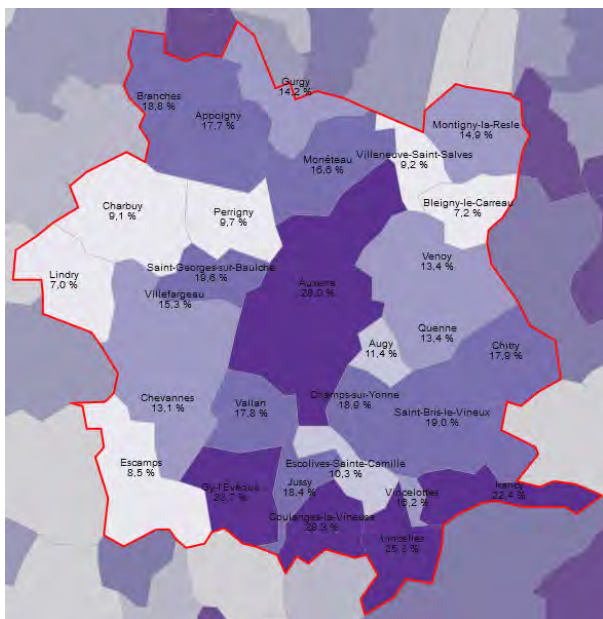 Gurgy
14,2 %
Branches
18,8 %
Appoigny
17,7 %
Montigny-la-Resle
14,9 %
Monéteau
16,6 %
Villeneuve-Saint-Salves
9,2 %
Charbuy
9,1 %
Perrigny
9,7 %
Bleigny-le-Carreau
7,2 %
Lindry
7,0 %
Saint-Georges-sur-Baulche
19,6 %
Venoy
13,4 %
Villefargeau
15,3 %
Auxerre
28,0 %
Augy
11,4 %
Quenne
13,4 %
Chitry
17,9 %
Chevannes
13,1 %
Vallan
17,8 %
Champs-sur-Yonne
18,9 %
Saint-Bris-le-Vineux
19,0 %
Escamps
8,5 %
Escolives-Sainte-Camille
10,3 %
Gy-l'Evêque
Jussy
18,4 %
Vincelottes
Irancy
22,4 %
Coulanges-la-Vineuse
Vincelles